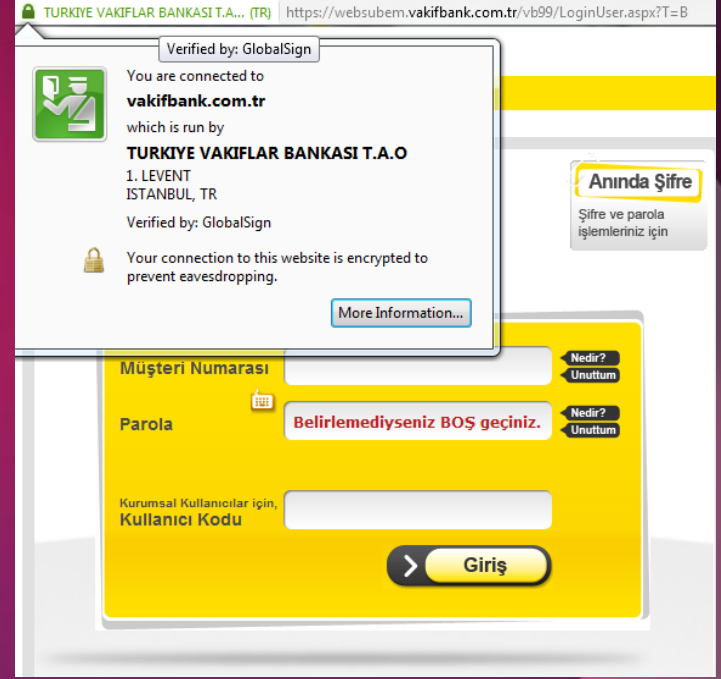 TURKIYE VAKIFLAR BANKASI T.A... (TR) https://websubem.vakifbank.com.tr/vb99/LoginUser.aspx?T=B
Verified by: GlobalSign
You are connected to
vakifbank.com.tr
which is run by
TURKIYE VAKIFLAR BANKASI T.A.O
1. LEVENT
ISTANBUL, TR
Verified by: GlobalSign
Your connection to this website is encrypted to
prevent eavesdropping.
More Information...
Anında Şifre
Şifre ve parola
işlemleriniz için
Müşteri Numarası
Nedir?
Unuttum
Parola
Belirlemediyseniz BOŞ geçiniz.
Nedir?
Unuttum
Kurumsal Kullanıcılar için,
Kullanıcı Kodu
Giriş